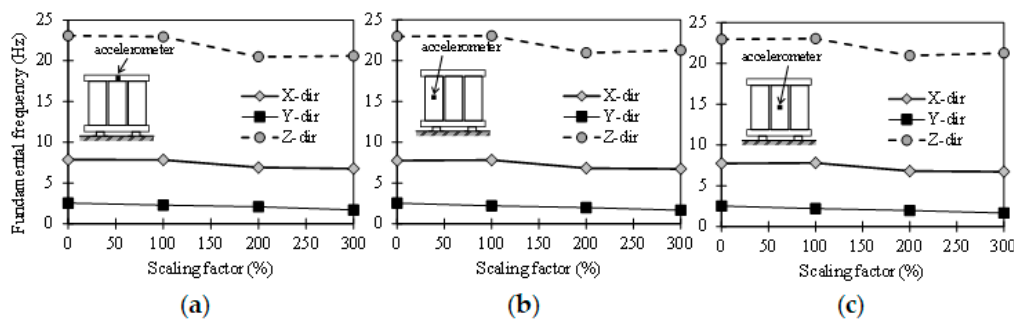 25
20
15
10
5
0
Fundamental frequency (Hz)
accelerometer
X-dir
Y-dir
Z-dir
0 50 100 150 200 250 300
Scaling factor (%)
(a)
25
20
15
10
5
0
accelerometer
X-dir
Y-dir
Z-dir
0 50 100 150 200 250 300
Scaling factor (%)
(b)
25
20
15
10
5
0
accelerometer
X-dir
Y-dir
Z-dir
0 50 100 150 200 250 300
Scaling factor (%)
(c)